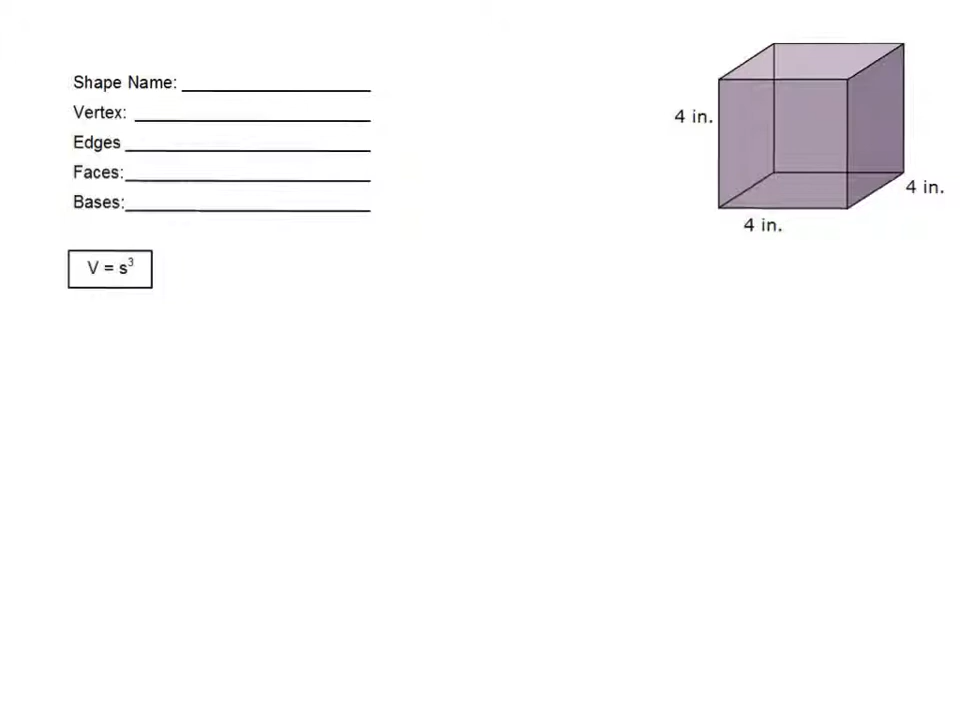 Shape Name:
Vertex:
Edges
Faces:
Bases:
V = s³
4 in.
4 in.
4 in.